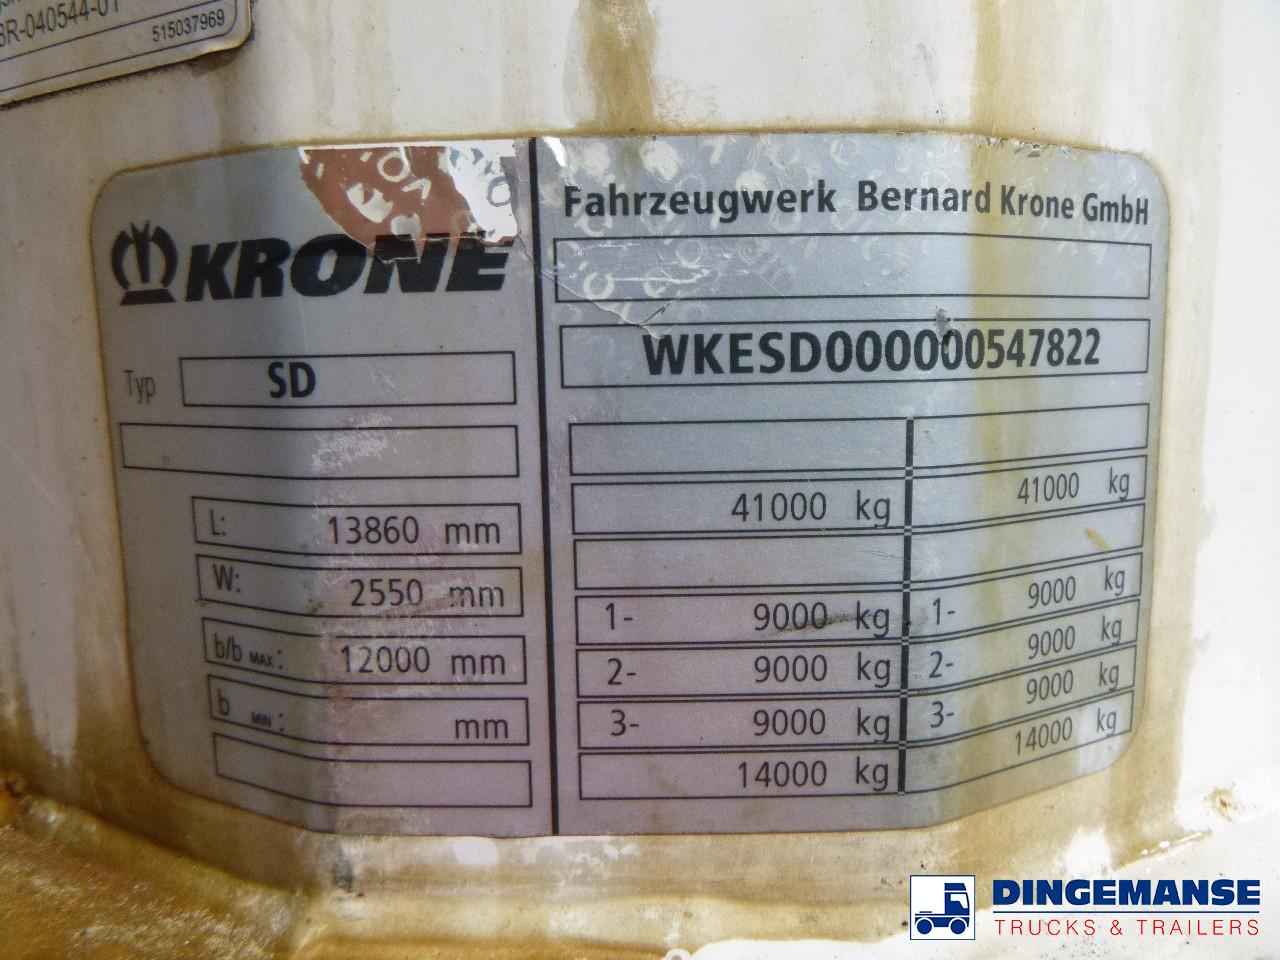 BR-040544-01
515037969
KRONE
Typ SD
L: 13860 mm
W: 2550 mm
b/b MAX: 12000 mm
b MIN: mm
Fahrzeugwerk Bernard Krone GmbH
WKESD000000547822
41000 kg 41000 kg
1- 9000 kg 1- 9000 kg
2- 9000 kg 2- 9000 kg
3- 9000 kg 3- 9000 kg
14000 kg 14000 kg
DINGEMANSE
TRUCKS & TRAILERS